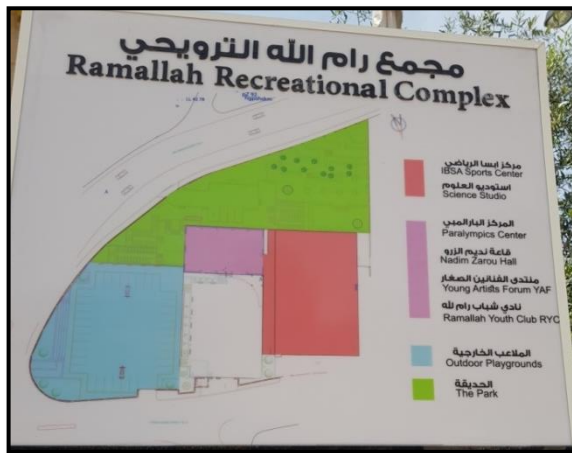 مجمع رام الله الترويحي
Ramallah Recreational Complex
مركز ابسا الرياضي
IBSA Sports Center
استوديو العلوم
Science Studio
المركز البارالمبي
Paralympics Center
قاعة نديم الزرو
Nadim Zarou Hall
منتدى الفنانين الصغار
Young Artists Forum YAF
نادي شباب رام لله
Ramallah Youth Club RYC
الملاعب الخارجية
Outdoor Playgrounds
الحديقة
The Park